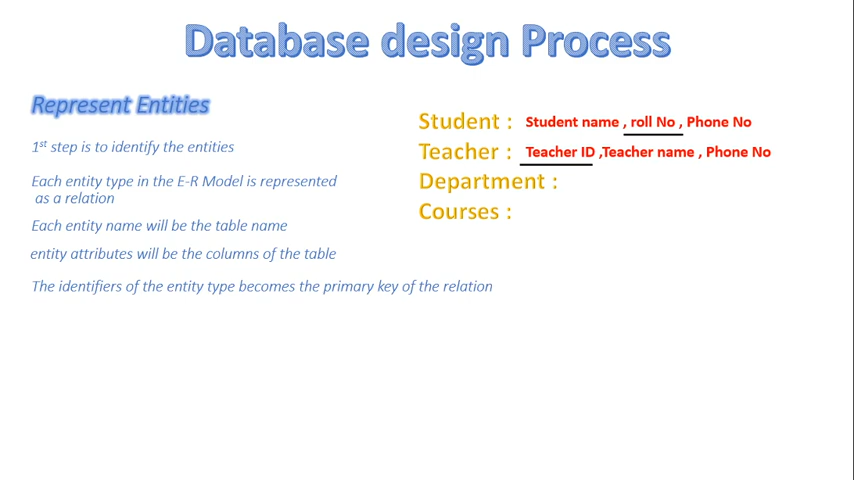 Database design Process
Represent Entities
1st step is to identify the entities
Each entity type in the E-R Model is represented
as a relation
Each entity name will be the table name
entity attributes will be the columns of the table
The identifiers of the entity type becomes the primary key of the relation
Student : Student name , roll No , Phone No
Teacher : Teacher ID ,Teacher name , Phone No
Department :
Courses :